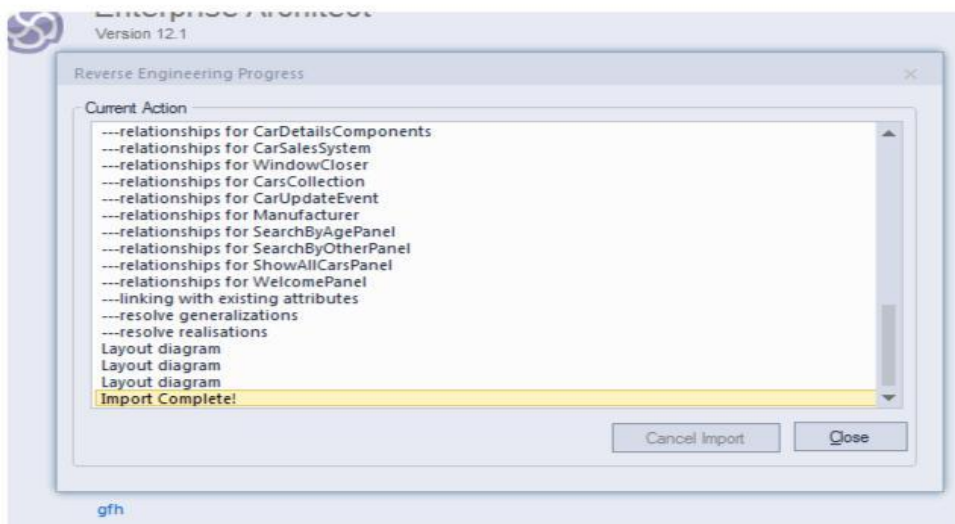 Enterprise Architect
Version 12.1
Reverse Engineering Progress
Current Action
---relationships for CarDetailsComponents
---relationships for CarSalesSystem
---relationships for WindowCloser
---relationships for CarsCollection
---relationships for CarUpdateEvent
---relationships for Manufacturer
---relationships for SearchByAgePanel
---relationships for SearchByOtherPanel
---relationships for ShowAllCarsPanel
---relationships for WelcomePanel
---linking with existing attributes
---resolve generalizations
---resolve realisations
Layout diagram
Layout diagram
Layout diagram
Import Complete!
Cancel Import
Close
gfh